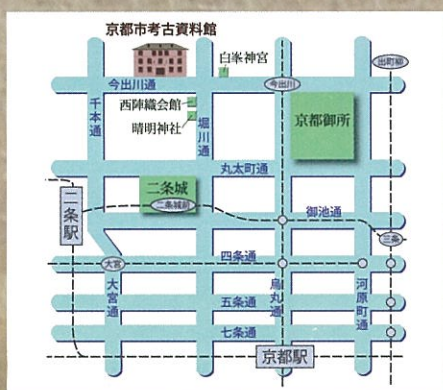 京都市考古資料館
白峯神宮
出町柳
今出川通
今出川
西陣織会館
晴明神社
千本通
堀川通
京都御所
丸太町通
二条城
二条城前
二条駅
御池通
三条
四条通
大宮
大宮通
烏丸通
河原町通
五条通
七条通
京都駅